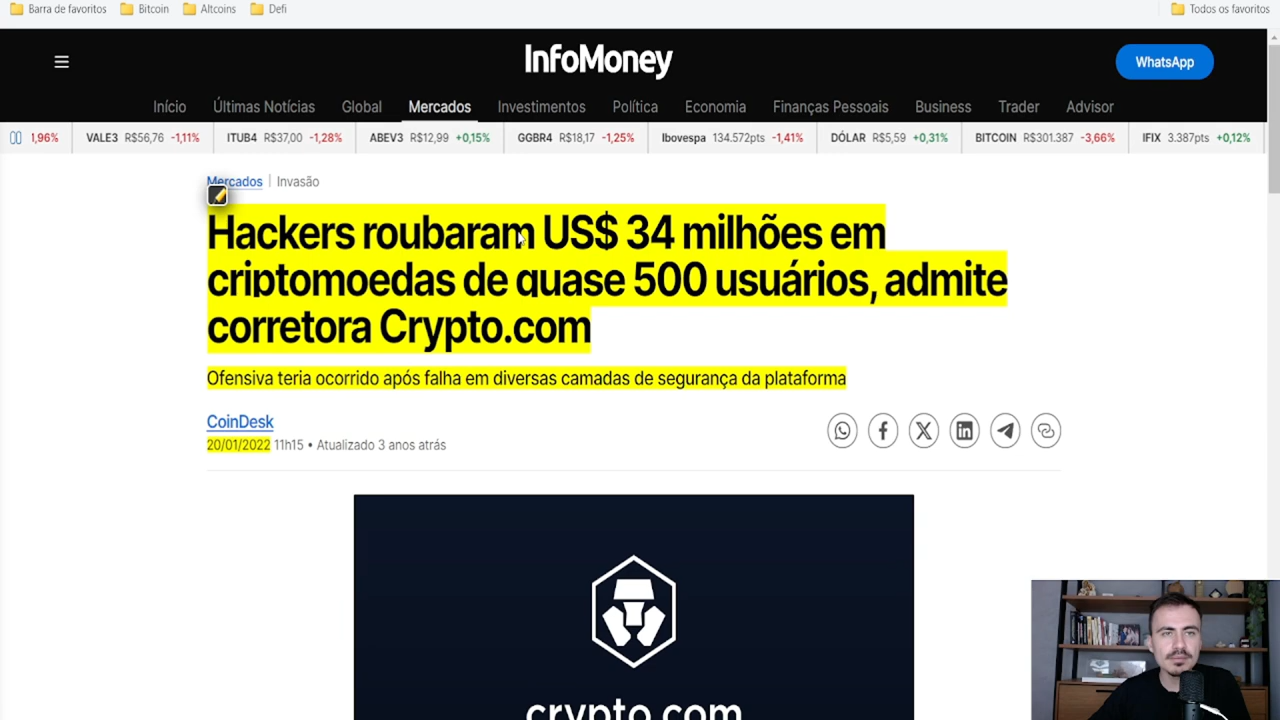 Barra de favoritos Bitcoin Altcoins Defi Todos os favoritos
InfoMoney
WhatsApp
Início Últimas Notícias Global Mercados Investimentos Política Economia Finanças Pessoais Business Trader Advisor
1,96% VALE3 R$56,76 -1,11% ITUB4 R$37,00 -1,28% ABEV3 R$12,99 +0,15% GGBR4 R$18,17 -1,25% Ibovespa 134.572pts -1,41% DÓLAR R$5,59 +0,31% BITCOIN R$301.387 -3,66% IFIX 3.387pts +0,12%
Mercados | Invasão
Hackers roubaram US$ 34 milhões em
criptomoedas de quase 500 usuários, admite
corretora Crypto.com
Ofensiva teria ocorrido após falha em diversas camadas de segurança da plataforma
CoinDesk
20/01/2022 11h15 • Atualizado 3 anos atrás
crypto.com